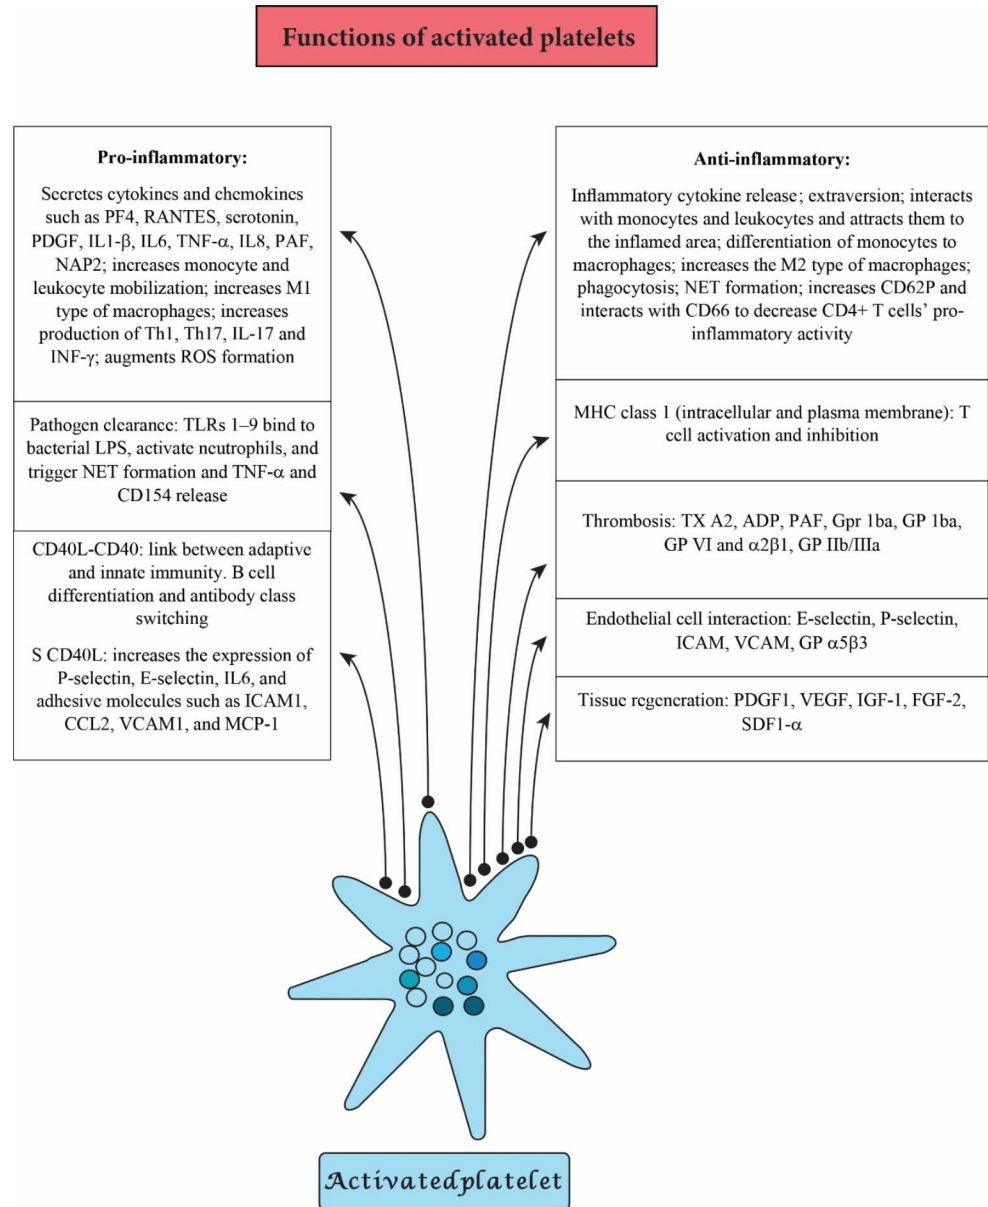 Functions of activated platelets
Pro-inflammatory:
Secretes cytokines and chemokines
such as PF4, RANTES, serotonin,
PDGF, IL1-β, IL6, TNF-α, IL8, PAF,
NAP2; increases monocyte and
leukocyte mobilization; increases M1
type of macrophages; increases
production of Th1, Th17, IL-17 and
INF-γ; augments ROS formation
Pathogen clearance: TLRs 1–9 bind to
bacterial LPS, activate neutrophils, and
trigger NET formation and TNF-α and
CD154 release
CD40L-CD40: link between adaptive
and innate immunity. B cell
differentiation and antibody class
switching
S CD40L: increases the expression of
P-selectin, E-selectin, IL6, and
adhesive molecules such as ICAM1,
CCL2, VCAM1, and MCP-1
Anti-inflammatory:
Inflammatory cytokine release; extraversion; interacts
with monocytes and leukocytes and attracts them to
the inflamed area; differentiation of monocytes to
macrophages; increases the M2 type of macrophages;
phagocytosis; NET formation; increases CD62P and
interacts with CD66 to decrease CD4+ T cells’ pro-
inflammatory activity
MHC class 1 (intracellular and plasma membrane): T
cell activation and inhibition
Thrombosis: TX A2, ADP, PAF, Gpr 1ba, GP 1ba,
GP VI and α2β1, GP IIb/IIIa
Endothelial cell interaction: E-selectin, P-selectin,
ICAM, VCAM, GP α5β3
Tissue regeneration: PDGF1, VEGF, IGF-1, FGF-2,
SDF1-α
Activatedplatelet